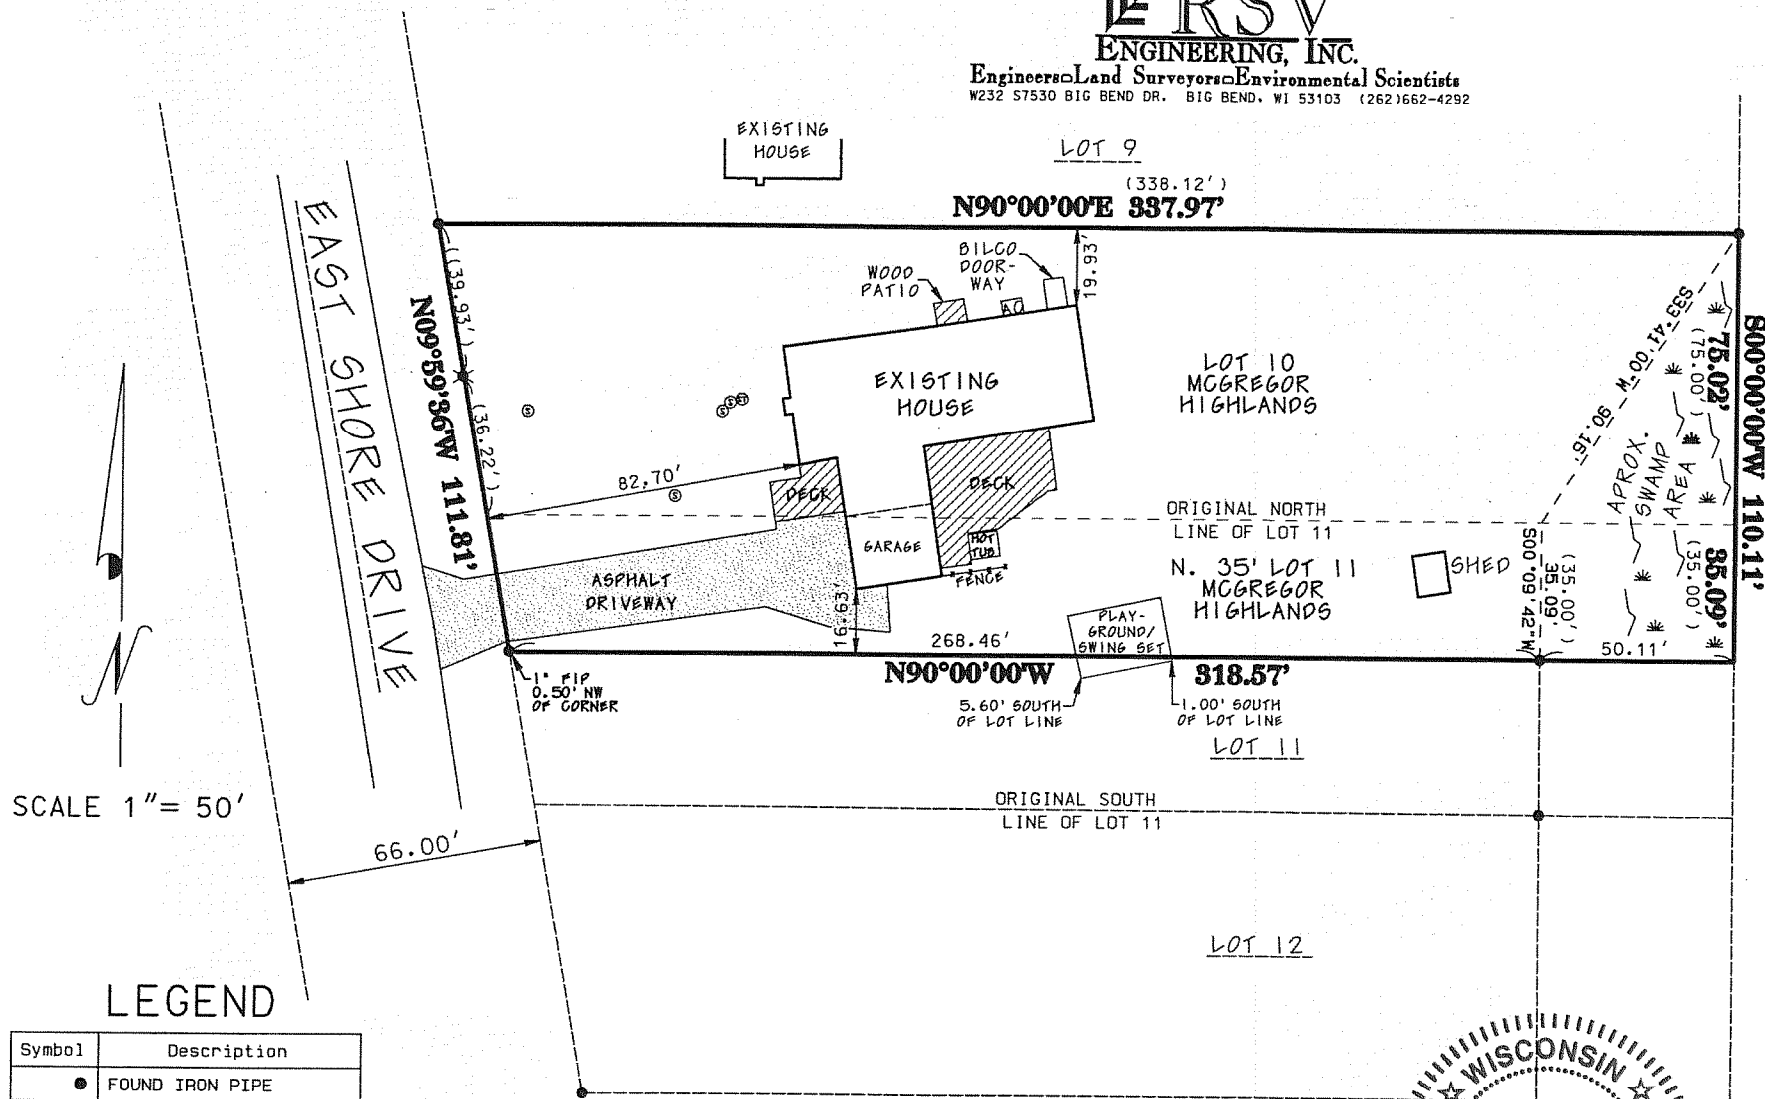 RSV
ENGINEERING, INC.
Engineers▫Land Surveyors▫Environmental Scientists
W232 S7530 BIG BEND DR. BIG BEND, WI 53103 (262)662-4292
EXISTING
HOUSE
LOT 9
(338.12')
N90°00'00"E 337.97'
EAST SHORE DRIVE
(39.93')
(36.22')
N09°59'36"W 111.81'
WOOD
PATIO
BILCO
DOOR-
WAY
AC
19.93'
EXISTING
HOUSE
LOT 10
MCGREGOR
HIGHLANDS
S33°41'00"W 90.16'
75.02'
(75.00')
S00°00'00"W 110.11'
APROX.
SWAMP
AREA
S
S
S
ST
S
82.70'
DECK
DECK
ORIGINAL NORTH
LINE OF LOT 11
GARAGE
HOT
TUB
FENCE
ASPHALT
DRIVEWAY
16.63'
N. 35' LOT 11
MCGREGOR
HIGHLANDS
SHED
S00°09'42"W
35.09'
(35.00')
35.09'
(35.00')
PLAY-
GROUND/
SWING SET
268.46'
50.11'
N90°00'00"W 318.57'
1" FIP
0.50' NW
OF CORNER
5.60' SOUTH
OF LOT LINE
1.00' SOUTH
OF LOT LINE
LOT 11
N
SCALE 1"= 50'
ORIGINAL SOUTH
LINE OF LOT 11
66.00'
LOT 12
LEGEND
Symbol Description
● FOUND IRON PIPE
WISCONSIN